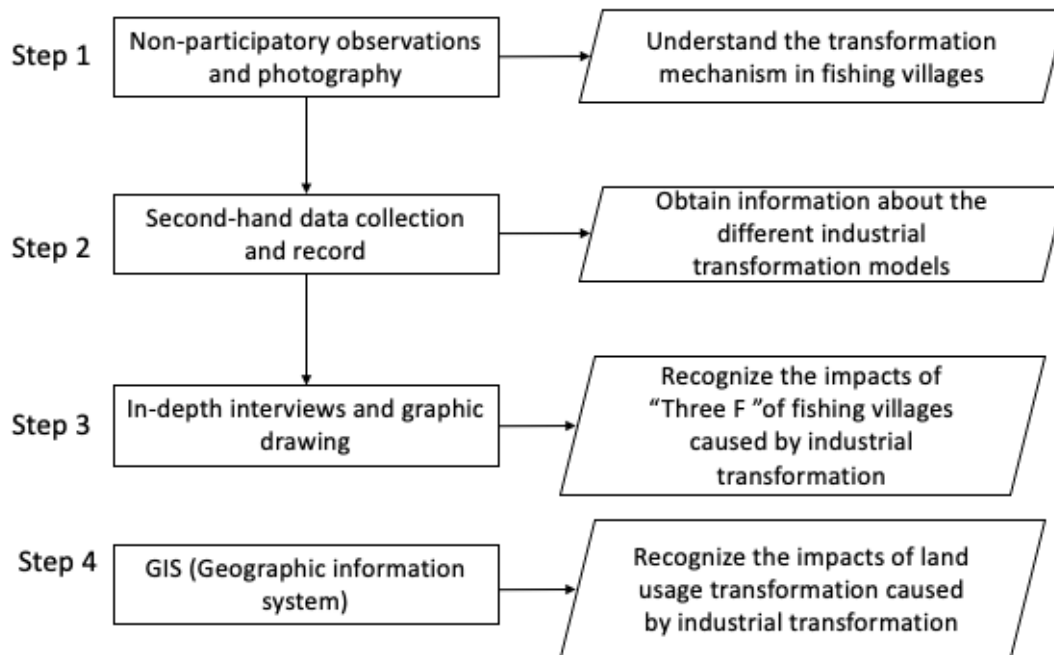 Step 1
Non-participatory observations
and photography
Understand the transformation
mechanism in fishing villages
Step 2
Second-hand data collection
and record
Obtain information about the
different industrial
transformation models
Step 3
In-depth interviews and graphic
drawing
Recognize the impacts of
“Three F ”of fishing villages
caused by industrial
transformation
Step 4
GIS (Geographic information
system)
Recognize the impacts of land
usage transformation caused
by industrial transformation